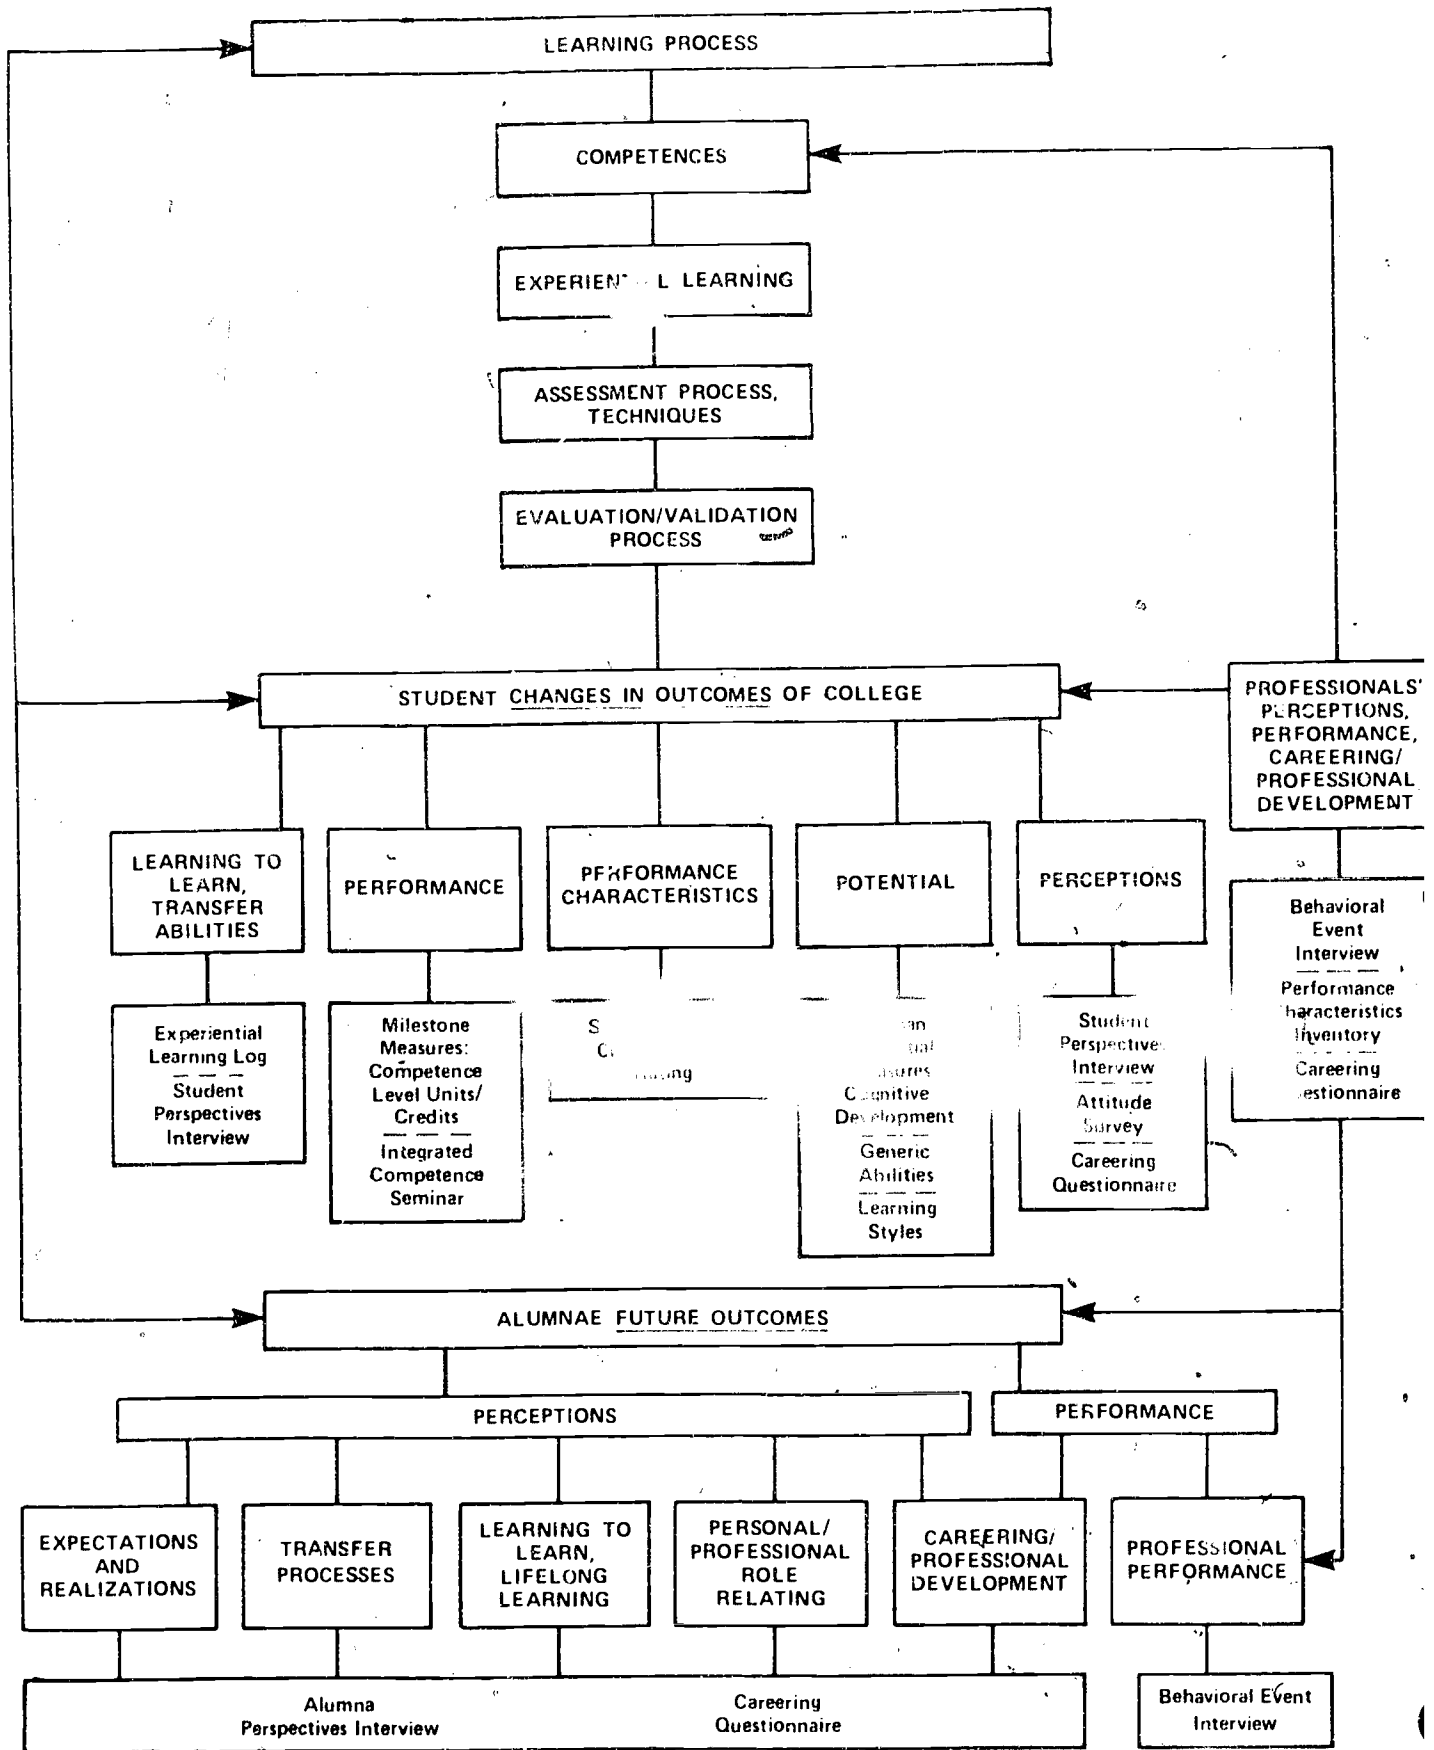 LEARNING PROCESS
COMPETENCES
LEARNING
ASSESSMENT PROCESS,
TECHNIQUES
EVALUATION/VALIDATION
PROCESS
STUDENT CHANGES IN OUTCOMES OF COLLEGE
PROFESSIONALS'
PERCEPTIONS,
PERFORMANCE,
CAREERING/
PROFESSIONAL
DEVELOPMENT
LEARNING TO
LEARN,
TRANSFER
ABILITIES
PERFORMANCE
PERFORMANCE
CHARACTERISTICS
POTENTIAL
PERCEPTIONS
Behavioral
Event
Interview
Performance
Inventory
Careering
Experiential
Learning Log
Student
Perspectives
Interview
Milestone
Measures:
Competence
Level Units/
Credits
Integrated
Competence
Seminar
Cognitive
Development
Generic
Abilities
Learning
Styles
Student
Perspectives
Interview
Attitude
Survey
Careering
Questionnaire
ALUMNAE FUTURE OUTCOMES
PERCEPTIONS
PERFORMANCE
EXPECTATIONS
AND
REALIZATIONS
TRANSFER
PROCESSES
LEARNING TO
LEARN,
LIFELONG
LEARNING
PERSONAL/
PROFESSIONAL
ROLE
RELATING
CAREERING/
PROFESSIONAL
DEVELOPMENT
PROFESSIONAL
PERFORMANCE
Alumna
Perspectives Interview
Careering
Questionnaire
Behavioral Event
Interview